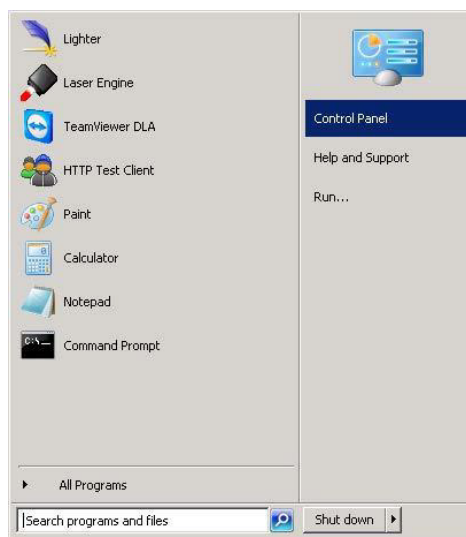 Lighter
Laser Engine
TeamViewer DLA
HTTP Test Client
Paint
Calculator
Notepad
Command Prompt
All Programs
Search programs and files
Control Panel
Help and Support
Run...
Shut down